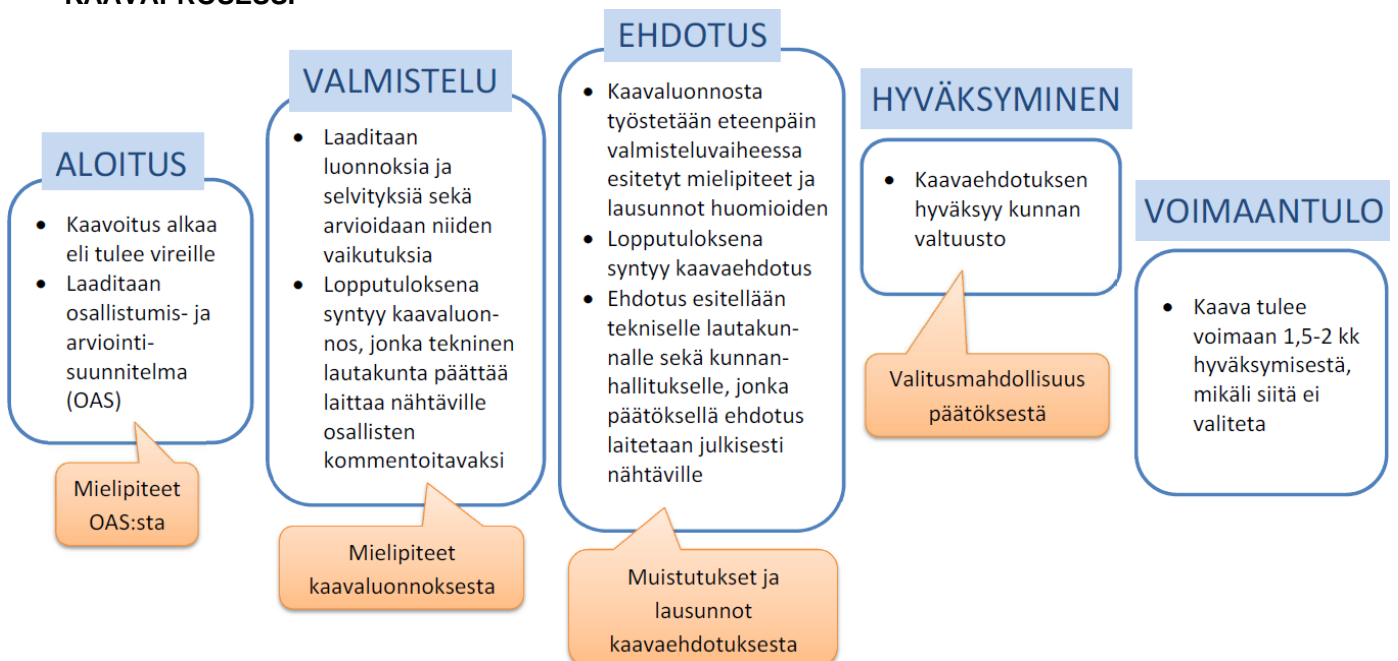 KAAVAPROSESSI
ALOITUS
• Kaavoitus alkaa
eli tulee vireille
• Laaditaan
osallistumis- ja
arviointi-
suunnitelma
(OAS)
Mielipiteet
OAS:sta
VALMISTELU
• Laaditaan
luonnoksia ja
selvityksiä sekä
arvioidaan niiden
vaikutuksia
• Lopputuloksena
syntyy kaavaluon-
nos, jonka tekninen
lautakunta päättää
laittaa nähtäville
osallisten
kommentoitavaksi
Mielipiteet
kaavaluonnoksesta
EHDOTUS
• Kaavaluonnosta
työstetään eteenpäin
valmisteluvaiheessa
esitetyt mielipiteet ja
lausunnot huomioiden
• Lopputuloksena
syntyy kaavaehdotus
• Ehdotus esitellään
tekniselle lautakun-
nalle sekä kunnan-
hallitukselle, jonka
päätöksellä ehdotus
laitetaan julkisesti
nähtäville
Muistutukset ja
lausunnot
kaavaehdotuksesta
HYVÄKSYMINEN
• Kaavaehdotuksen
hyväksyy kunnan
valtuusto
Valitusmahdollisuus
päätöksestä
VOIMAANTULO
• Kaava tulee
voimaan 1,5-2 kk
hyväksymisestä,
mikäli siitä ei
valiteta